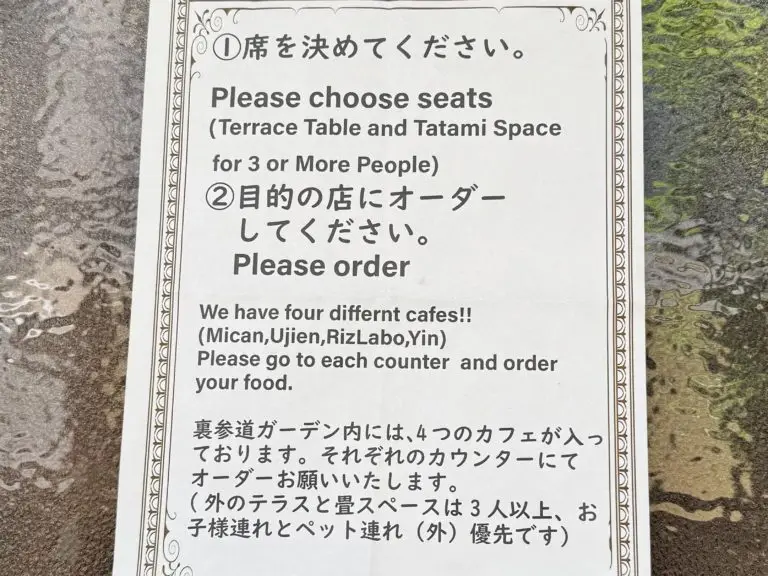 ①席を決めてください。
Please choose seats
(Terrace Table and Tatami Space
for 3 or More People)
②目的の店にオーダー
してください。
Please order
We have four differnt cafes!!
(Mican,Ujien,RizLabo,Yin)
Please go to each counter and order
your food.
裏参道ガーデン内には、4つのカフェが入っ
ております。それぞれのカウンターにて
オーダーお願いいたします。
(外のテラスと畳スペースは3人以上、お
子様連れとペット連れ（外）優先です)